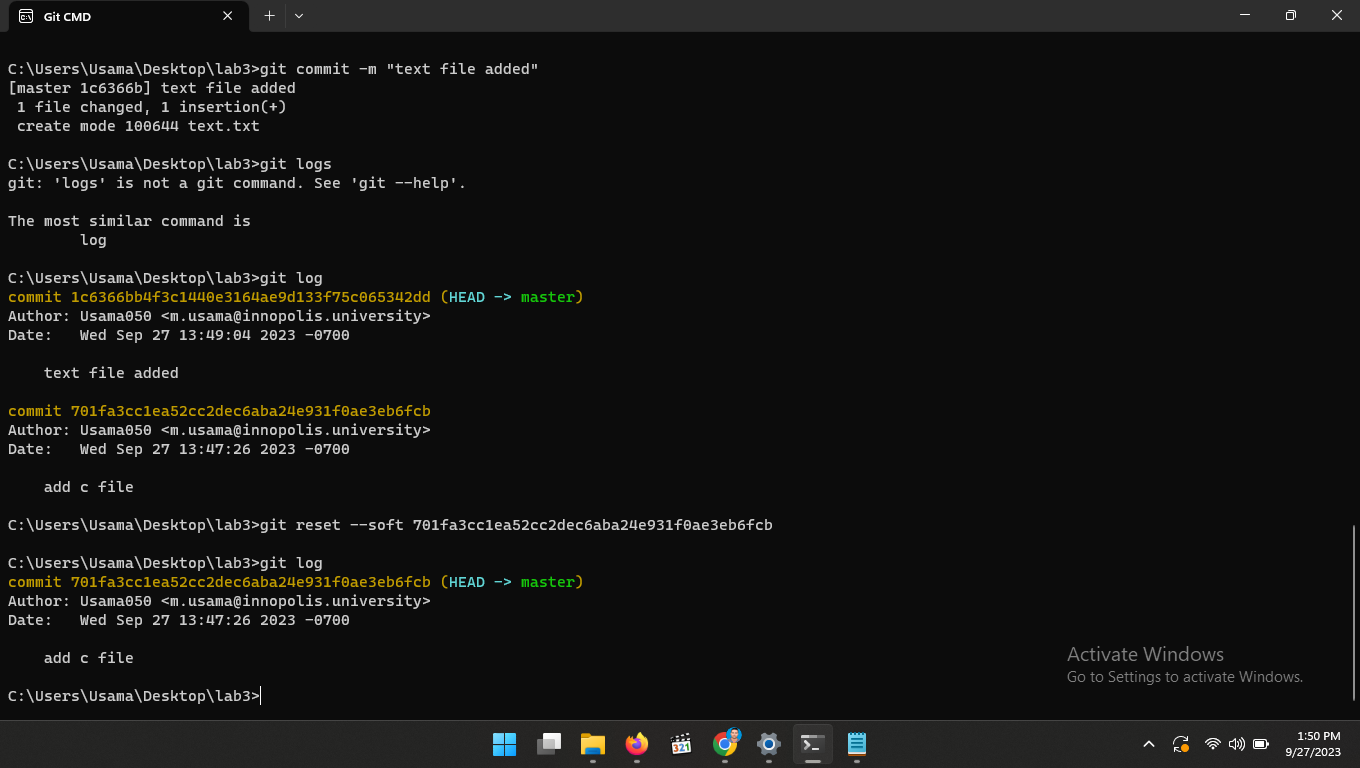 Git CMD
C:\Users\Usama\Desktop\lab3>git commit -m "text file added"
[master 1c6366b] text file added
 1 file changed, 1 insertion(+)
 create mode 100644 text.txt
C:\Users\Usama\Desktop\lab3>git logs
git: 'logs' is not a git command. See 'git --help'.
The most similar command is
        log
C:\Users\Usama\Desktop\lab3>git log
commit 1c6366bb4f3c1440e3164ae9d133f75c065342dd (HEAD -> master)
Author: Usama050 <m.usama@innopolis.university>
Date:   Wed Sep 27 13:49:04 2023 -0700
    text file added
commit 701fa3cc1ea52cc2dec6aba24e931f0ae3eb6fcb
Author: Usama050 <m.usama@innopolis.university>
Date:   Wed Sep 27 13:47:26 2023 -0700
    add c file
C:\Users\Usama\Desktop\lab3>git reset --soft 701fa3cc1ea52cc2dec6aba24e931f0ae3eb6fcb
C:\Users\Usama\Desktop\lab3>git log
commit 701fa3cc1ea52cc2dec6aba24e931f0ae3eb6fcb (HEAD -> master)
Author: Usama050 <m.usama@innopolis.university>
Date:   Wed Sep 27 13:47:26 2023 -0700
    add c file
C:\Users\Usama\Desktop\lab3>
Activate Windows
Go to Settings to activate Windows.
321
1:50 PM
9/27/2023